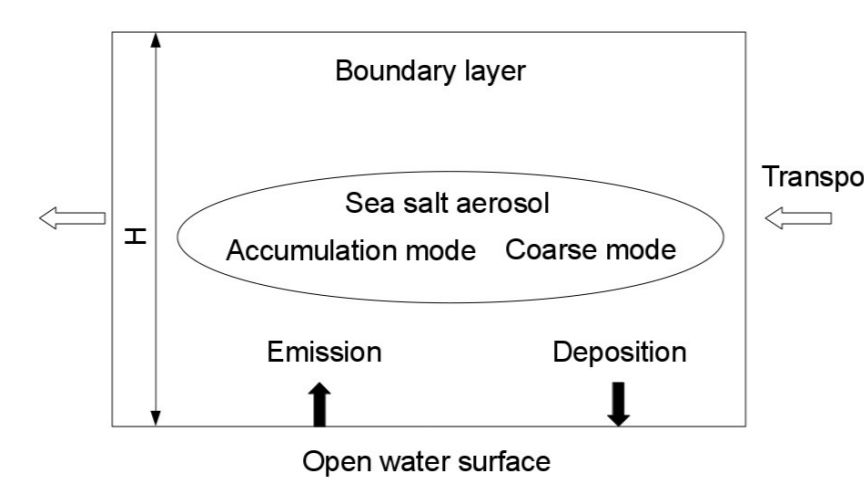 Boundary layer
Transpo
Sea salt aerosol
H
Accumulation mode Coarse mode
Emission Deposition
Open water surface